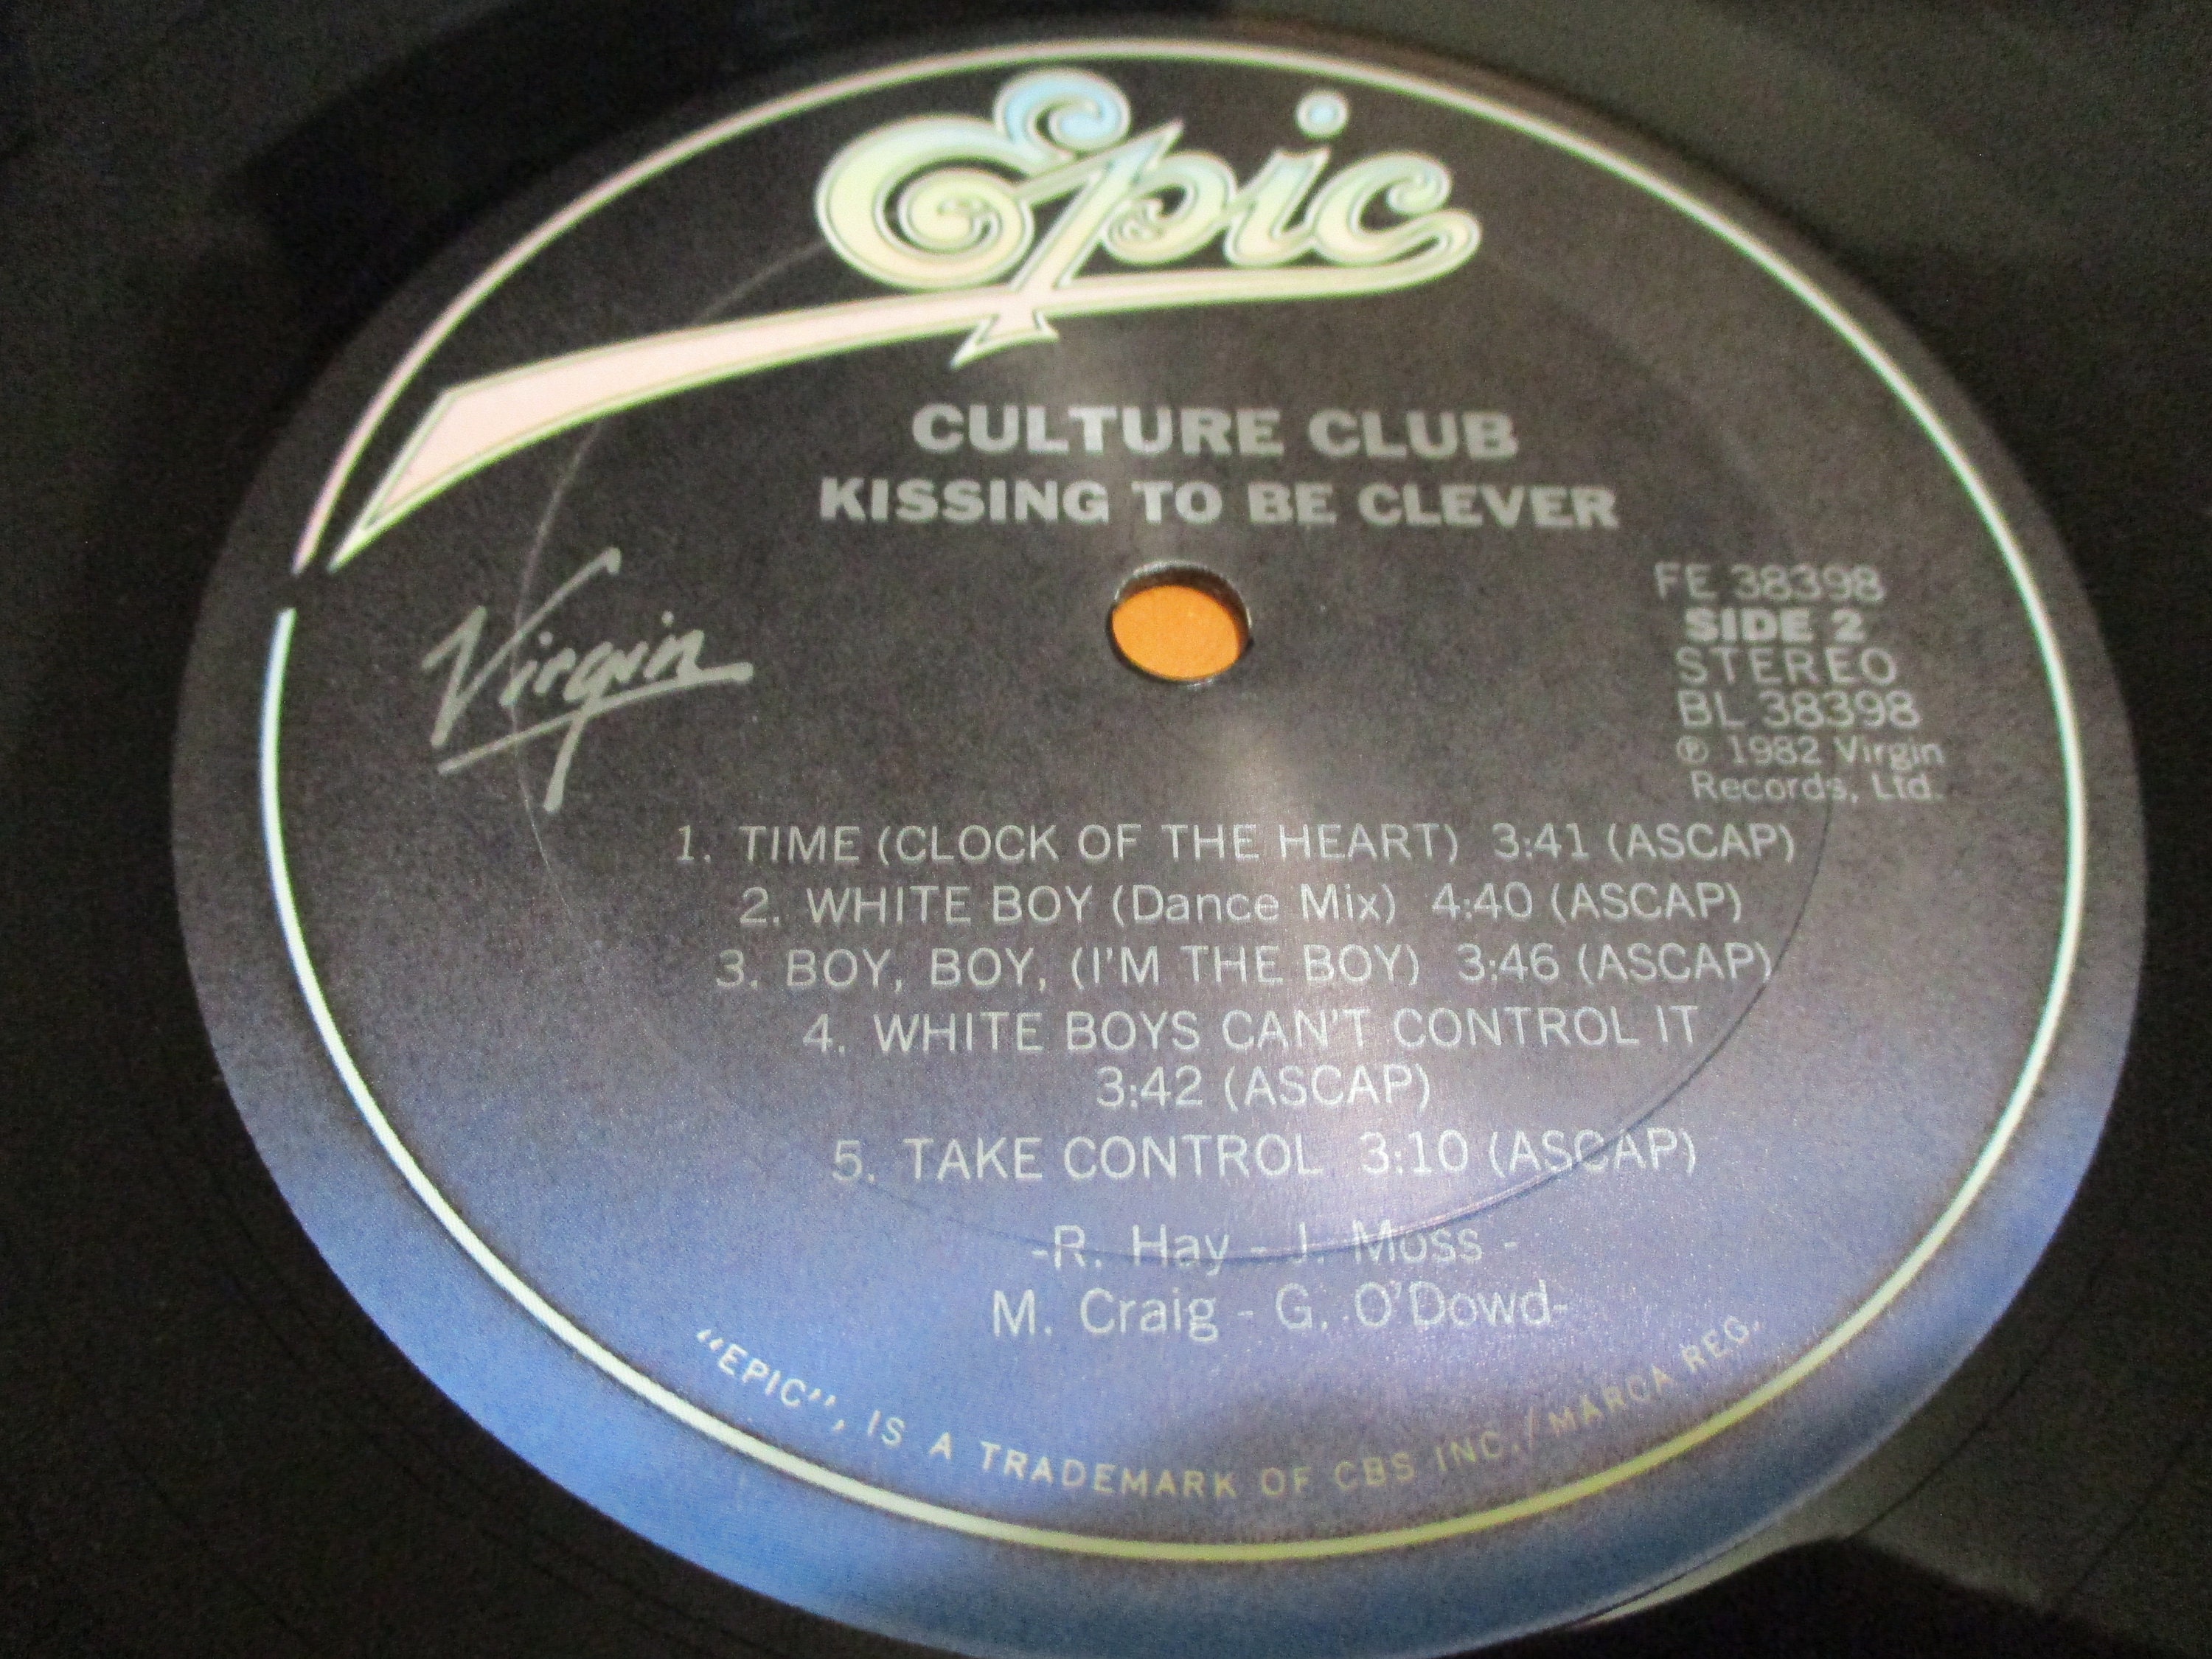 Epic
CULTURE CLUB
KISSING TO BE CLEVER
Virgin
FE 38398
SIDE 2
STEREO
BL 38398
℗ 1982 Virgin
Records, Ltd.
1. TIME (CLOCK OF THE HEART) 3:41 (ASCAP)
2. WHITE BOY (Dance Mix) 4:40 (ASCAP)
3. BOY, BOY, (I'M THE BOY) 3:46 (ASCAP)
4. WHITE BOYS CAN'T CONTROL IT
3:42 (ASCAP)
5. TAKE CONTROL 3:10 (ASCAP)
-R. Hay - J. Moss -
M. Craig - G. O'Dowd-
"EPIC", IS A TRADEMARK OF CBS INC./MARCA REG.